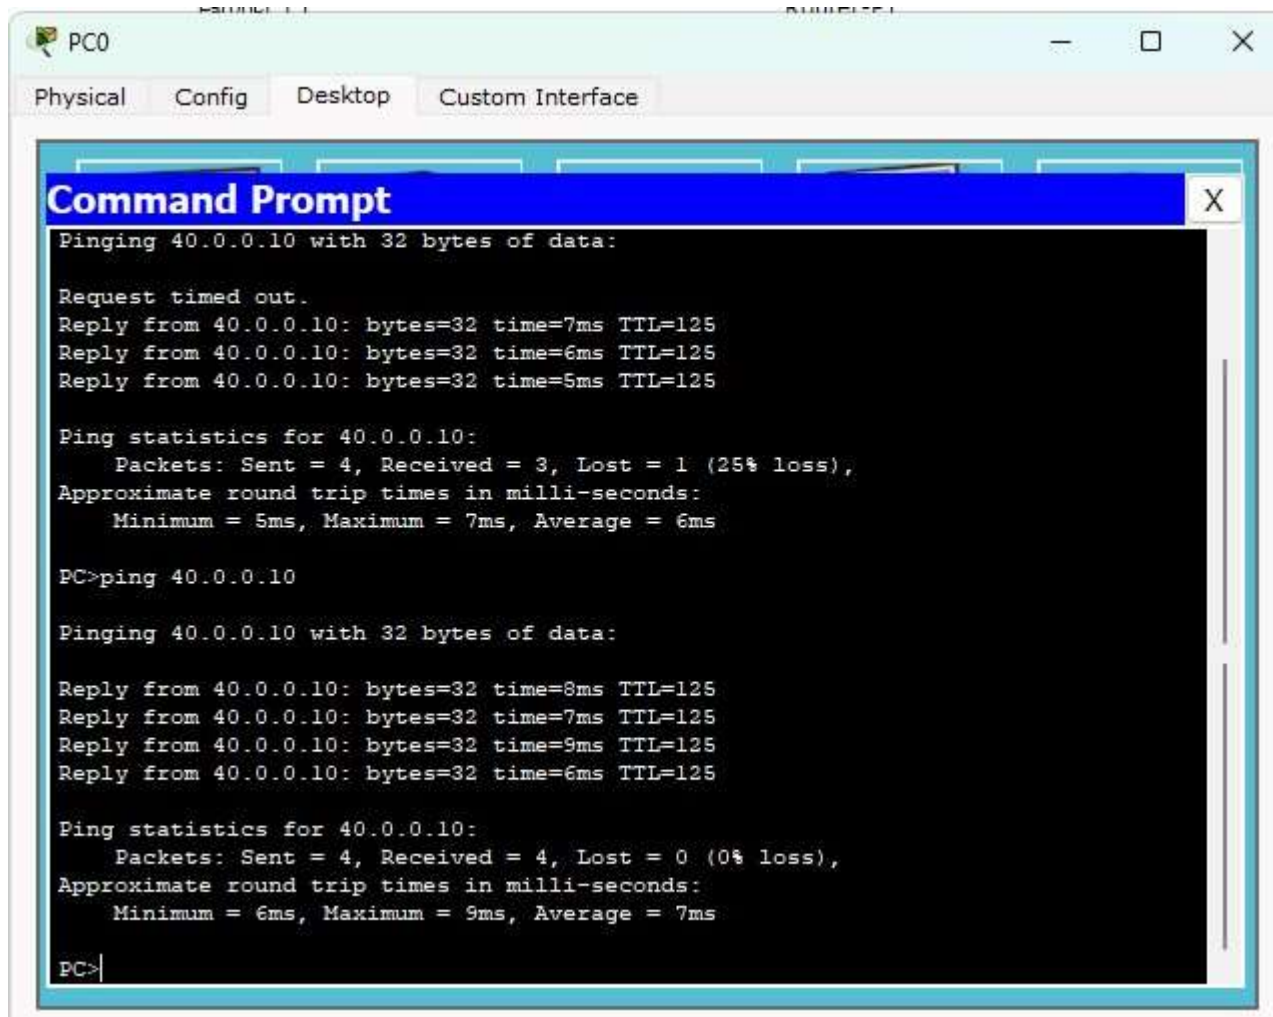 PC0
Physical Config Desktop Custom Interface
Command Prompt
X
Pinging 40.0.0.10 with 32 bytes of data:
Request timed out.
Reply from 40.0.0.10: bytes=32 time=7ms TTL=125
Reply from 40.0.0.10: bytes=32 time=6ms TTL=125
Reply from 40.0.0.10: bytes=32 time=5ms TTL=125
Ping statistics for 40.0.0.10:
Packets: Sent = 4, Received = 3, Lost = 1 (25% loss),
Approximate round trip times in milli-seconds:
Minimum = 5ms, Maximum = 7ms, Average = 6ms
PC>ping 40.0.0.10
Pinging 40.0.0.10 with 32 bytes of data:
Reply from 40.0.0.10: bytes=32 time=8ms TTL=125
Reply from 40.0.0.10: bytes=32 time=7ms TTL=125
Reply from 40.0.0.10: bytes=32 time=9ms TTL=125
Reply from 40.0.0.10: bytes=32 time=6ms TTL=125
Ping statistics for 40.0.0.10:
Packets: Sent = 4, Received = 4, Lost = 0 (0% loss),
Approximate round trip times in milli-seconds:
Minimum = 6ms, Maximum = 9ms, Average = 7ms
PC>